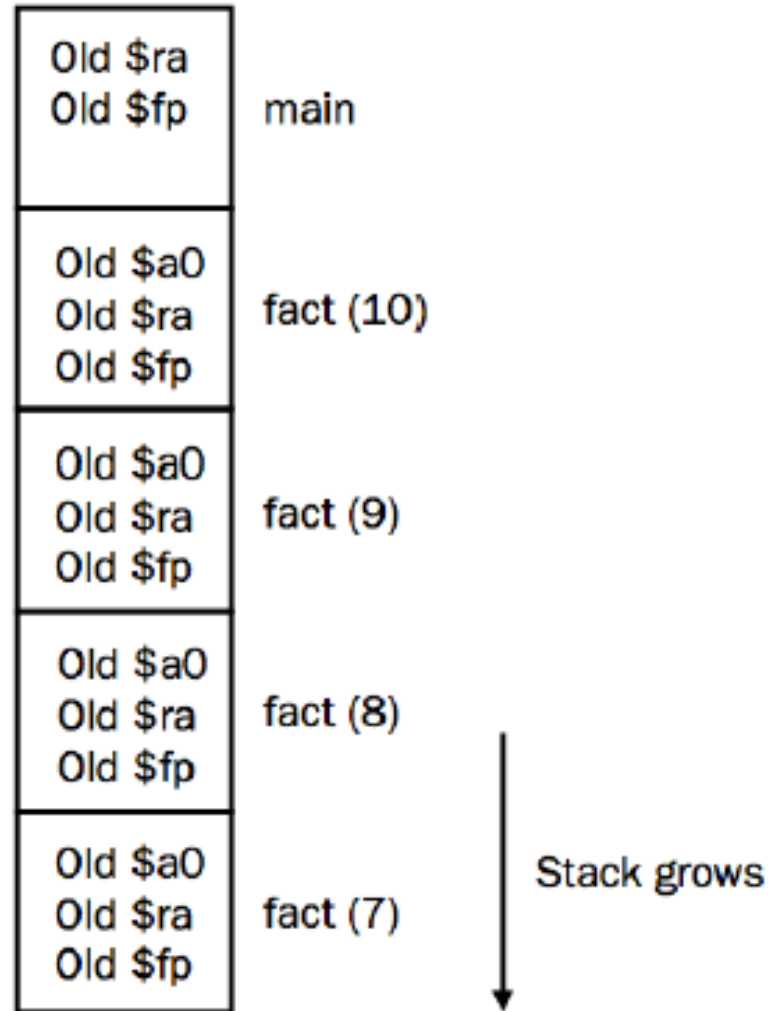 Old $ra
Old $fp
main
Old $a0
Old $ra
Old $fp
fact (10)
Old $a0
Old $ra
Old $fp
fact (9)
Old $a0
Old $ra
Old $fp
fact (8)
Old $a0
Old $ra
Old $fp
fact (7)
Stack grows